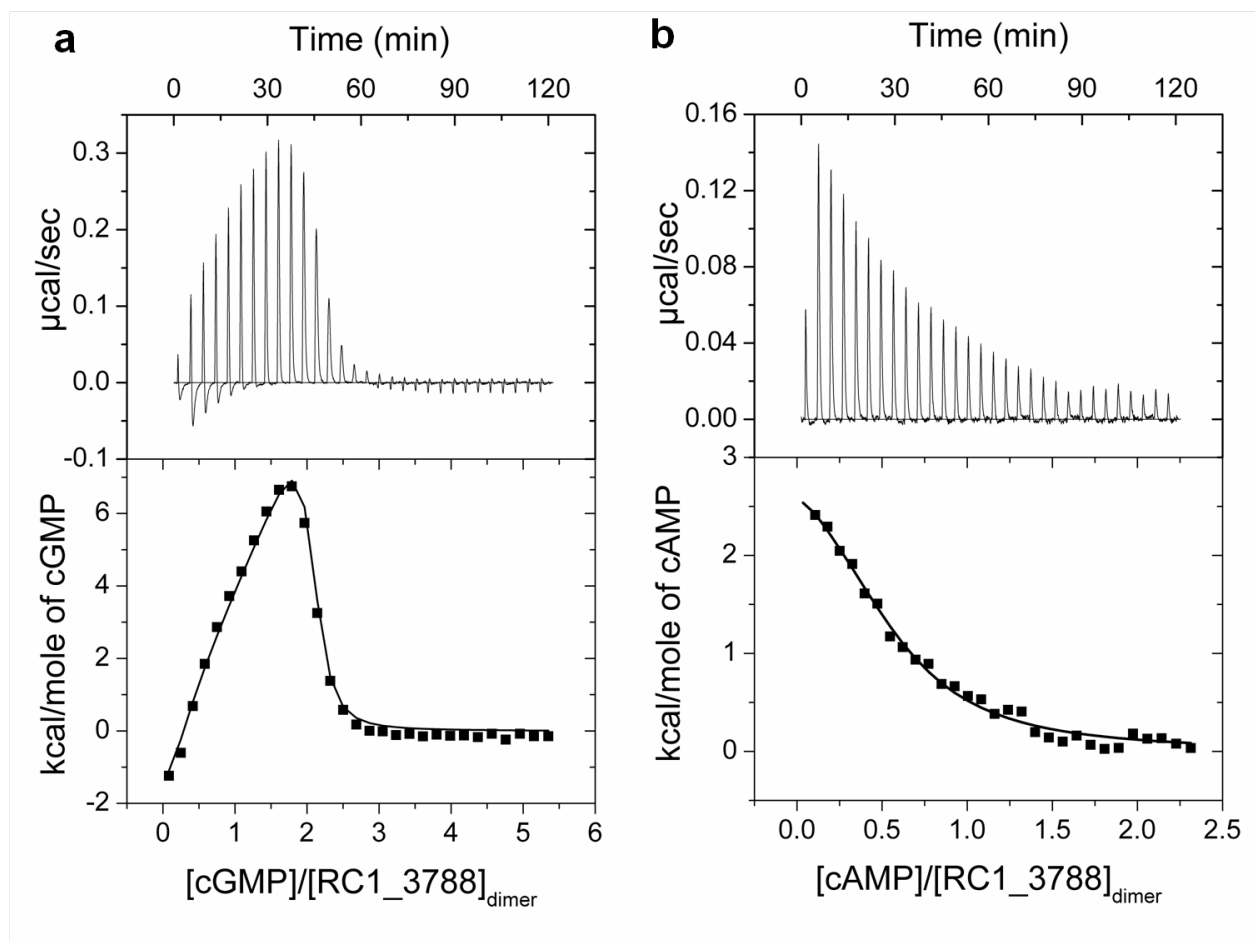 a
Time (min)
0 30 60 90 120
0.3
0.2
0.1
0.0
-0.1
µcal/sec
6
4
2
0
-2
kcal/mole of cGMP
0 1 2 3 4 5 6
[cGMP]/[RC1_3788]dimer
b
Time (min)
0 30 60 90 120
0.16
0.12
0.08
0.04
0.00
µcal/sec
3
2
1
0
kcal/mole of cAMP
0.0 0.5 1.0 1.5 2.0 2.5
[cAMP]/[RC1_3788]dimer